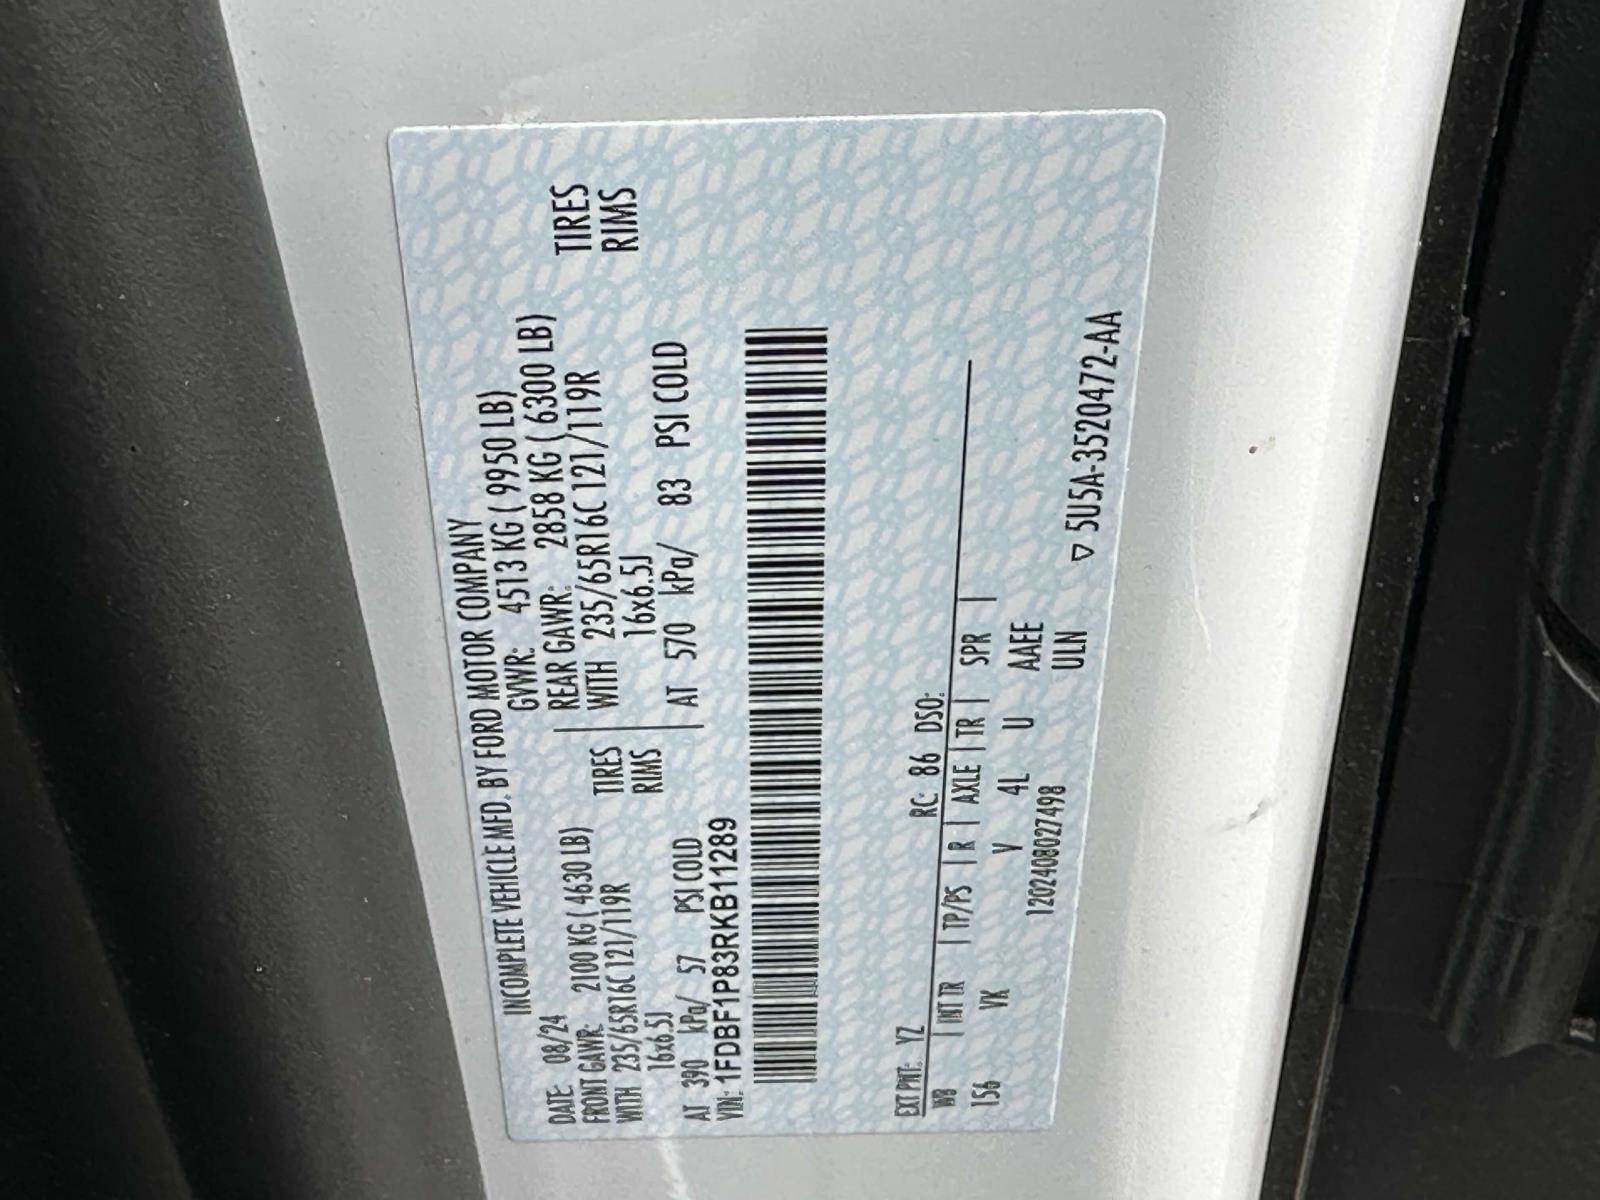 INCOMPLETE VEHICLE MFD. BY FORD MOTOR COMPANY
DATE: 08/24 GVWR: 4513 KG ( 9950 LB)
FRONT GAWR: 2100 KG ( 4630 LB) REAR GAWR: 2858 KG ( 6300 LB)
WITH 235/65R16C 121/119R TIRES WITH 235/65R16C 121/119R TIRES
16x6.5J RIMS 16x6.5J RIMS
AT 390 kPa/ 57 PSI COLD AT 570 kPa/ 83 PSI COLD
VIN: 1FDBF1P83RKB11289
EXT PNT: YZ RC: 86 DSO:
WB | INT TR | TP/PS | R | AXLE | TR | SPR |
156 VK V 4L U AAEE
1202408027498 ULN
▽ 5U5A-3520472-AA